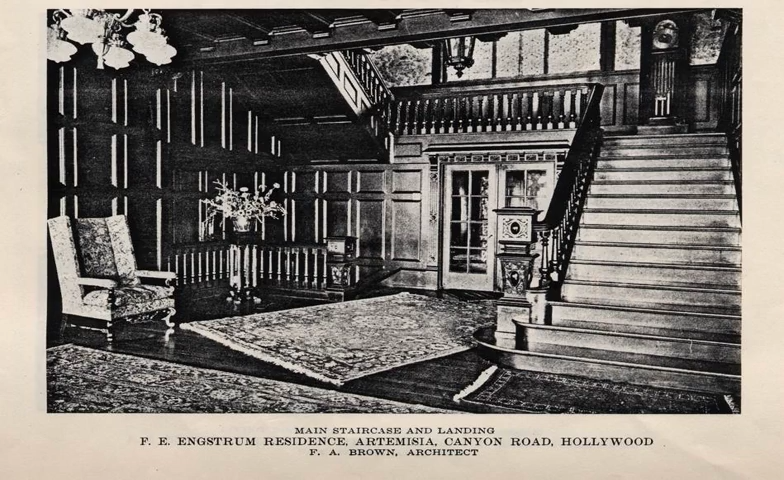 MAIN STAIRCASE AND LANDING
F. E. ENGSTRUM RESIDENCE, ARTEMISIA, CANYON ROAD, HOLLYWOOD
F. A. BROWN, ARCHITECT